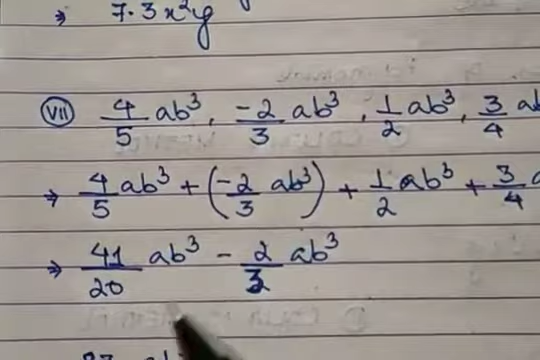 ⇒ 7.3x²y
(VII) 4/5 ab³, -2/3 ab³, 1/2 ab³, 3/4 ab
⇒ 4/5 ab³ + (-2/3 ab³) + 1/2 ab³ + 3/4
⇒ 41/20 ab³ - 2/3 ab³